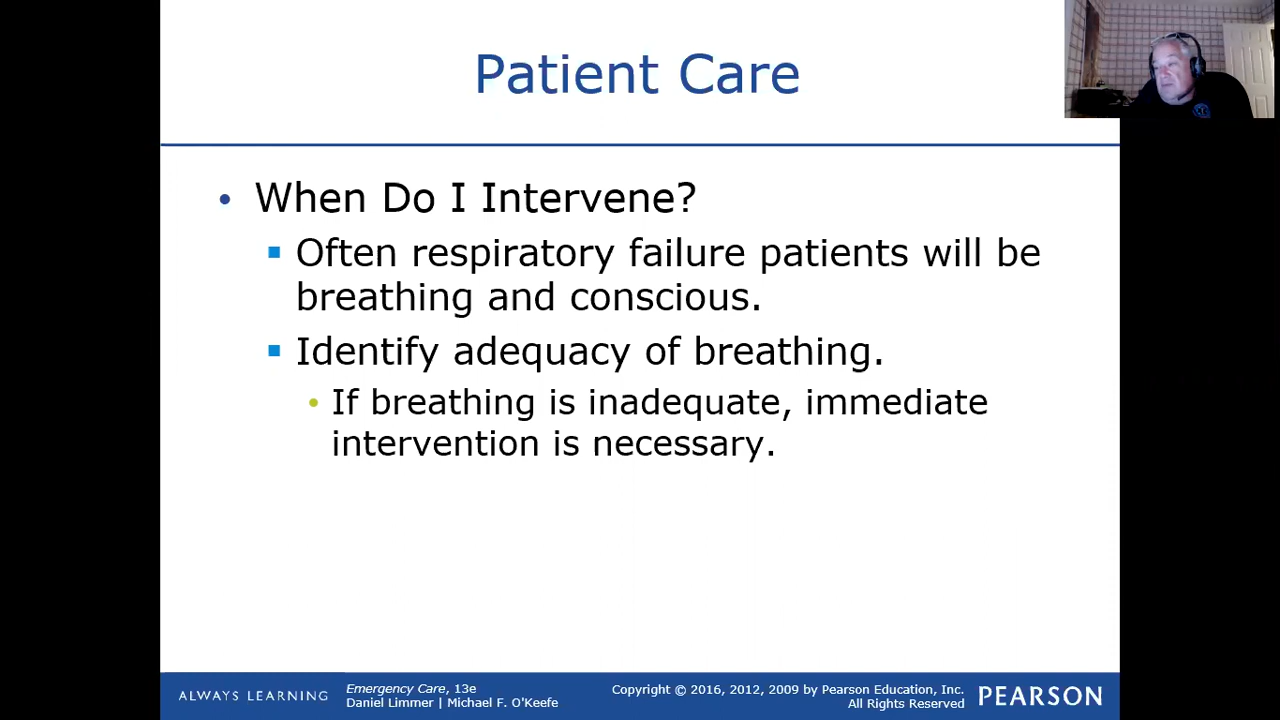 Patient Care
• When Do I Intervene?
▪ Often respiratory failure patients will be
breathing and conscious.
▪ Identify adequacy of breathing.
• If breathing is inadequate, immediate
intervention is necessary.
ALWAYS LEARNING
Emergency Care, 13e
Daniel Limmer | Michael F. O'Keefe
Copyright © 2016, 2012, 2009 by Pearson Education, Inc.
All Rights Reserved
PEARSON